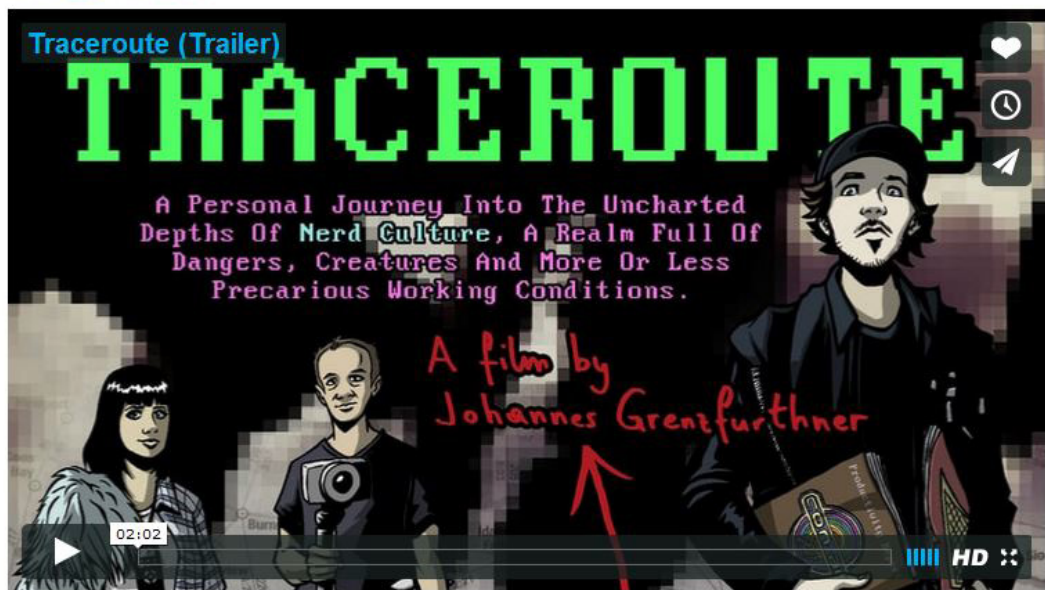 Traceroute (Trailer)
TRACEROUTE
A Personal Journey Into The Uncharted
Depths Of Nerd Culture, A Realm Full Of
Dangers, Creatures And More Or Less
Precarious Working Conditions.
A film by
Johannes Grenzfurthner
02:02
HD